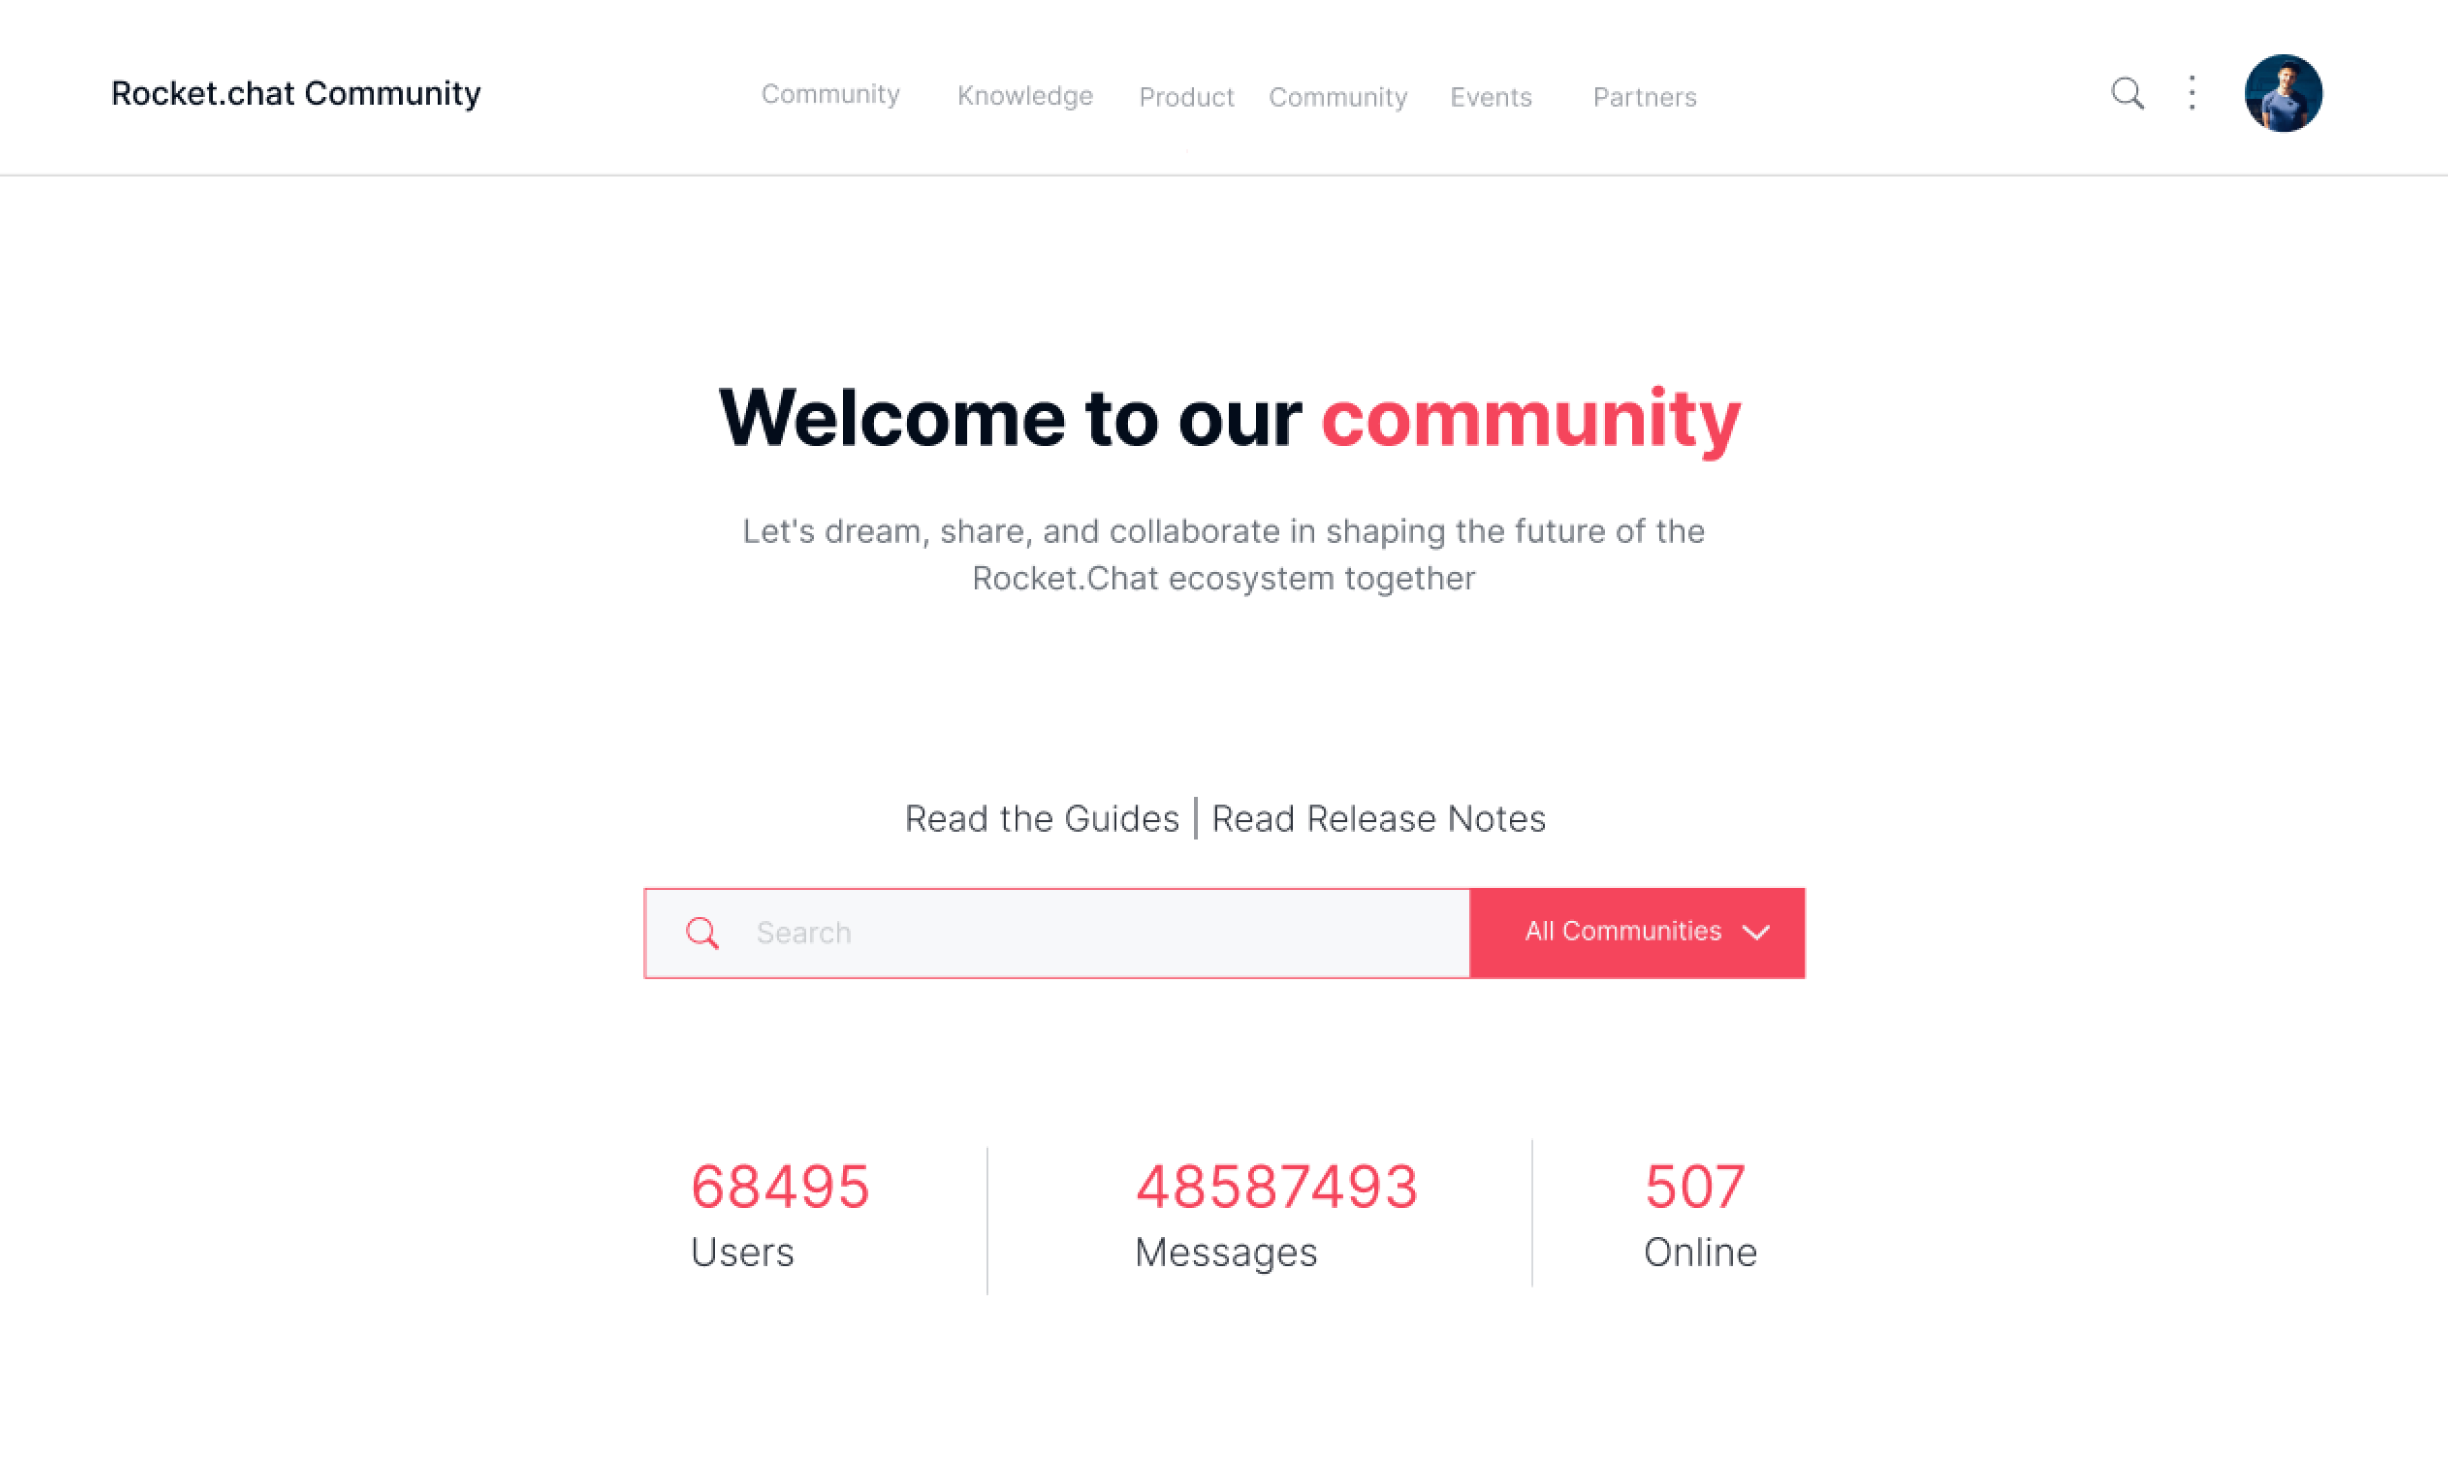 Rocket.chat Community
Community Knowledge Product Community Events Partners
Welcome to our community
Let's dream, share, and collaborate in shaping the future of the
Rocket.Chat ecosystem together
Read the Guides | Read Release Notes
Search
All Communities
68495
Users
48587493
Messages
507
Online